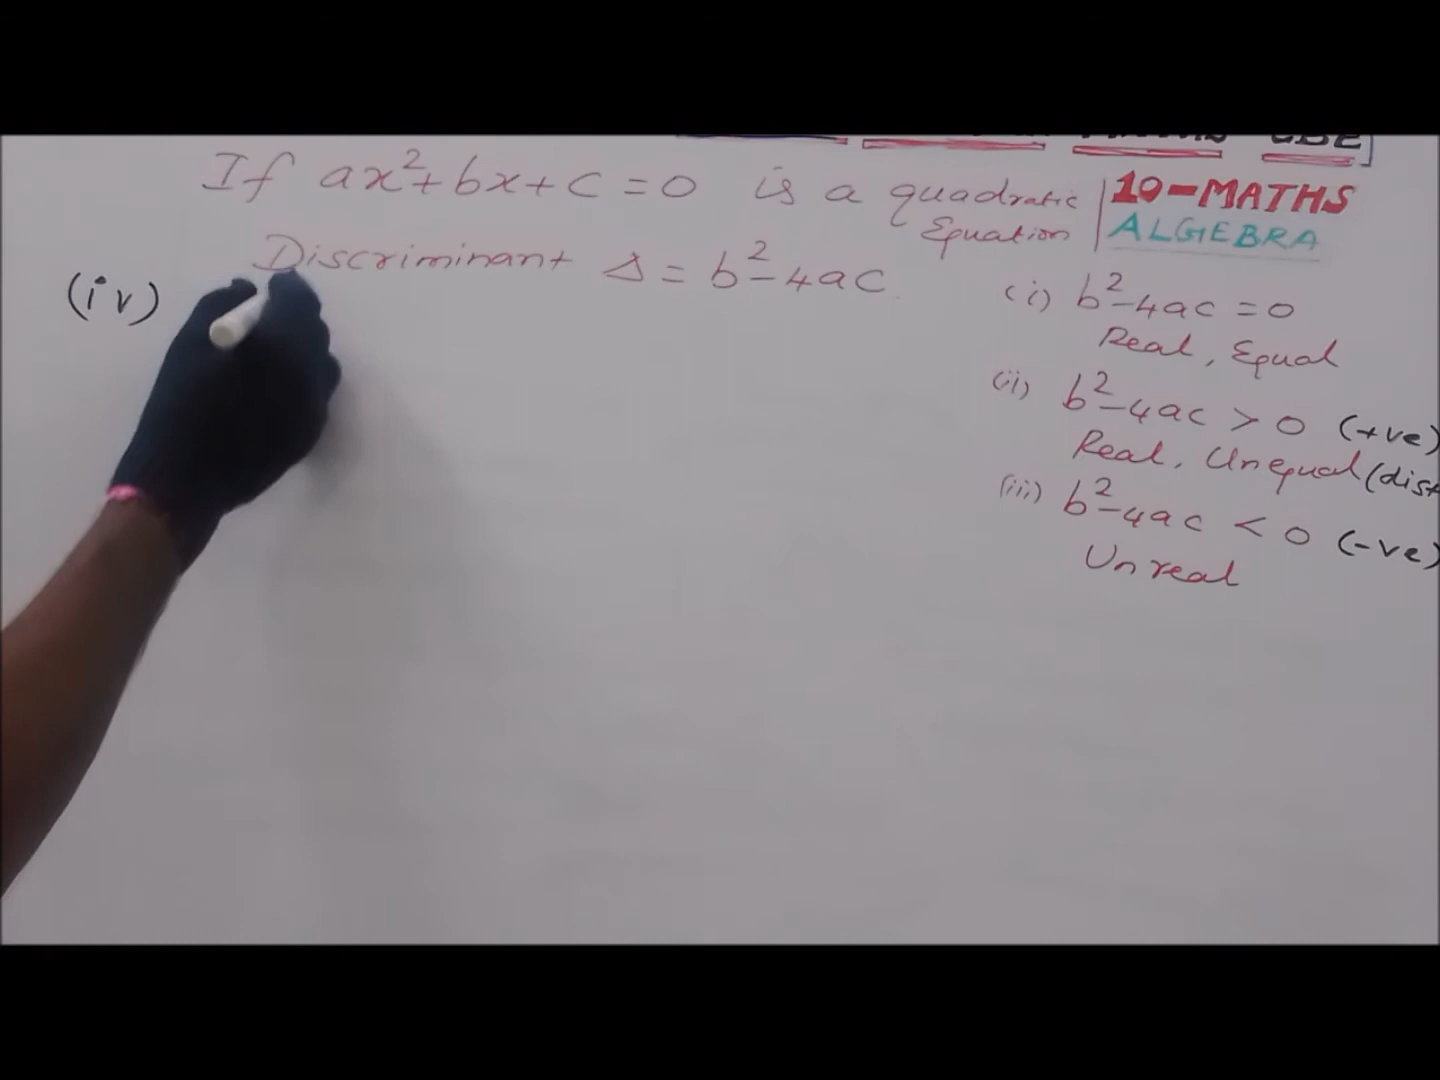 If ax²+bx+c=0 is a quadratic Equation
10-MATHS
ALGEBRA
Discriminant Δ = b²-4ac
(iv)
(i) b²-4ac = 0
Real, Equal
(ii) b²-4ac > 0 (+ve)
Real, Unequal (dist
(iii) b²-4ac < 0 (-ve)
Unreal